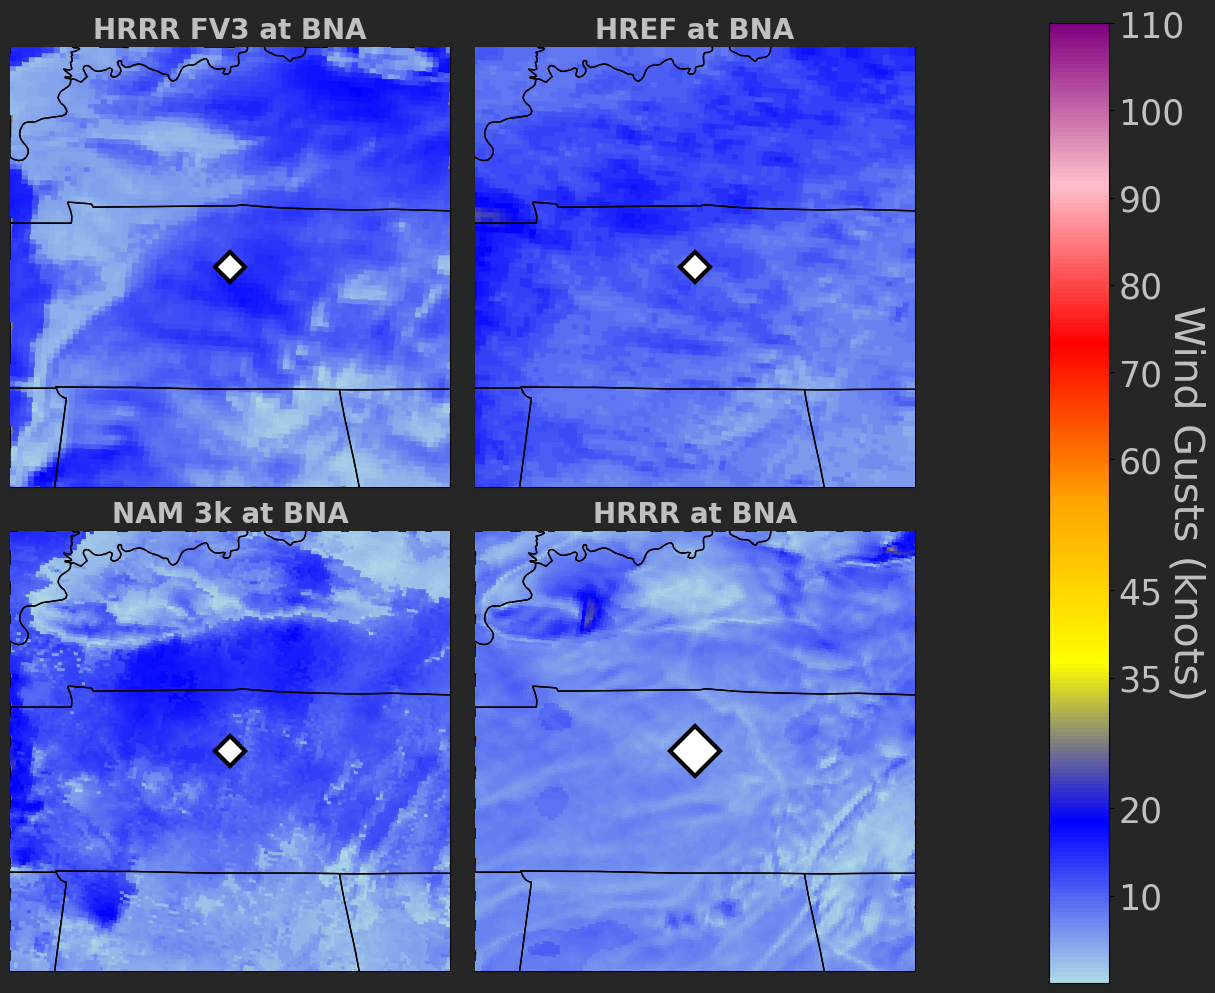 HRRR FV3 at BNA
HREF at BNA
NAM 3k at BNA
HRRR at BNA
110
100
90
80
70
60
45
35
20
10
Wind Gusts (knots)